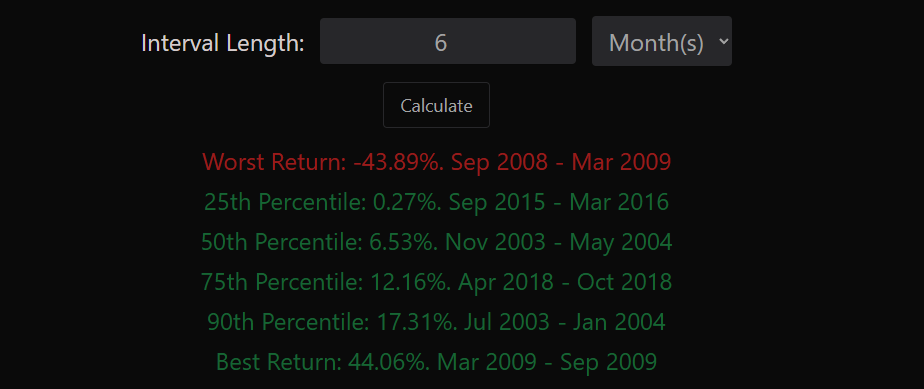 Interval Length: 6 Month(s)
Calculate
Worst Return: -43.89%. Sep 2008 - Mar 2009
25th Percentile: 0.27%. Sep 2015 - Mar 2016
50th Percentile: 6.53%. Nov 2003 - May 2004
75th Percentile: 12.16%. Apr 2018 - Oct 2018
90th Percentile: 17.31%. Jul 2003 - Jan 2004
Best Return: 44.06%. Mar 2009 - Sep 2009